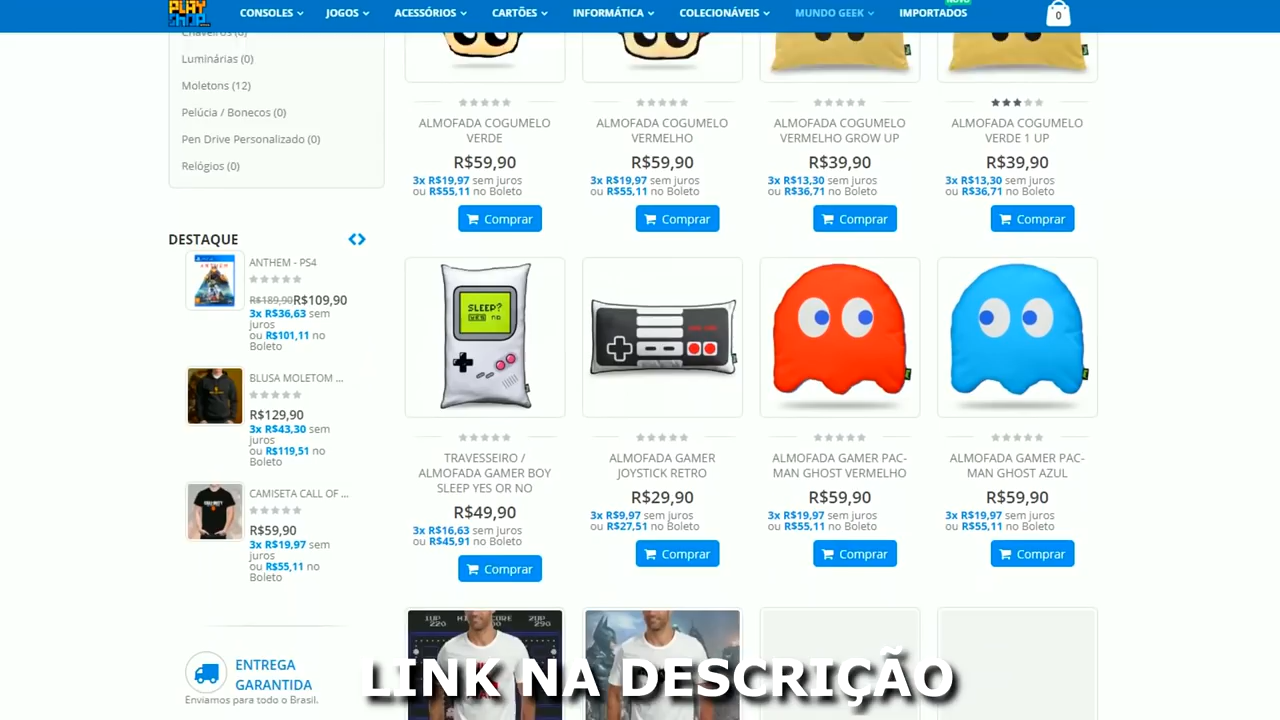 PLAY
SHOP
CONSOLES
JOGOS
ACESSÓRIOS
CARTÕES
INFORMÁTICA
COLECIONÁVEIS
MUNDO GEEK
NOVO
IMPORTADOS
0
Chaveiros (0)
Luminárias (0)
Moletons (12)
Pelúcia / Bonecos (0)
Pen Drive Personalizado (0)
Relógios (0)
DESTAQUE
ANTHEM - PS4
R$189,90R$109,90
3x R$36,63 sem
juros
ou R$101,11 no
Boleto
BLUSA MOLETOM ...
R$129,90
3x R$43,30 sem
juros
ou R$119,51 no
Boleto
CAMISETA CALL OF ...
R$59,90
3x R$19,97 sem
juros
ou R$55,11 no
Boleto
ENTREGA
GARANTIDA
Enviamos para todo o Brasil.
ALMOFADA COGUMELO
VERDE
R$59,90
3x R$19,97 sem juros
ou R$55,11 no Boleto
Comprar
ALMOFADA COGUMELO
VERMELHO
R$59,90
3x R$19,97 sem juros
ou R$55,11 no Boleto
Comprar
ALMOFADA COGUMELO
VERMELHO GROW UP
R$39,90
3x R$13,30 sem juros
ou R$36,71 no Boleto
Comprar
ALMOFADA COGUMELO
VERDE 1 UP
R$39,90
3x R$13,30 sem juros
ou R$36,71 no Boleto
Comprar
SLEEP?
YES no
TRAVESSEIRO /
ALMOFADA GAMER BOY
SLEEP YES OR NO
R$49,90
3x R$16,63 sem juros
ou R$45,91 no Boleto
Comprar
ALMOFADA GAMER
JOYSTICK RETRO
R$29,90
3x R$9,97 sem juros
ou R$27,51 no Boleto
Comprar
ALMOFADA GAMER PAC-
MAN GHOST VERMELHO
R$59,90
3x R$19,97 sem juros
ou R$55,11 no Boleto
Comprar
ALMOFADA GAMER PAC-
MAN GHOST AZUL
R$59,90
3x R$19,97 sem juros
ou R$55,11 no Boleto
Comprar
1UP
220
2UP
290
LINK NA DESCRIÇÃO